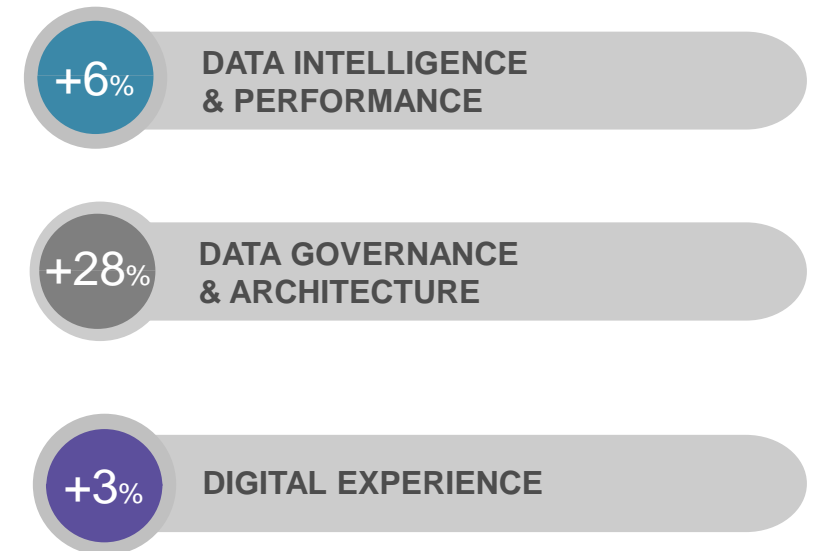 +6%
DATA INTELLIGENCE
& PERFORMANCE
+28%
DATA GOVERNANCE
& ARCHITECTURE
+3%
DIGITAL EXPERIENCE